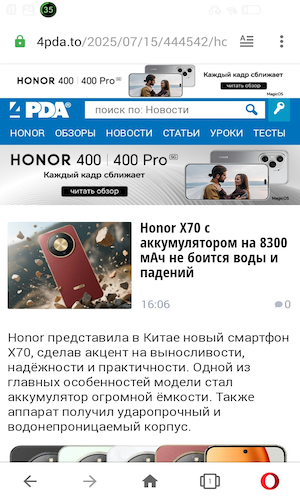 35
4pda.to/2025/07/15/444542/hc
HONOR 400 | 400 Pro 5G
Каждый кадр сближает
читать обзор
MagicOS
4PDA
поиск по: Новости
HONOR ОБЗОРЫ НОВОСТИ СТАТЬИ УРОКИ ТЕСТЫ
HONOR 400 | 400 Pro 5G
Каждый кадр сближает
читать обзор
MagicOS
Honor X70 с
аккумулятором на 8300
мАч не боится воды и
падений
16:06
0
Honor представила в Китае новый смартфон
X70, сделав акцент на выносливости,
надёжности и практичности. Одной из
главных особенностей модели стал
аккумулятор огромной ёмкости. Также
аппарат получил ударопрочный и
водонепроницаемый корпус.
1